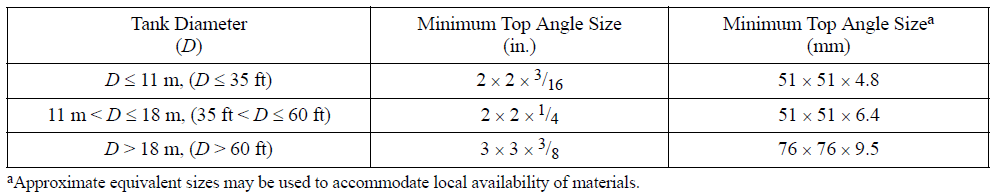 Tank Diameter Minimum Top Angle Size Minimum Top Angle Sizeᵃ
(D) (in.) (mm)
D ≤ 11 m, (D ≤ 35 ft) 2 × 2 × 3/16 51 × 51 × 4.8
11 m < D ≤ 18 m, (35 ft < D ≤ 60 ft) 2 × 2 × 1/4 51 × 51 × 6.4
D > 18 m, (D > 60 ft) 3 × 3 × 3/8 76 × 76 × 9.5
ᵃApproximate equivalent sizes may be used to accommodate local availability of materials.